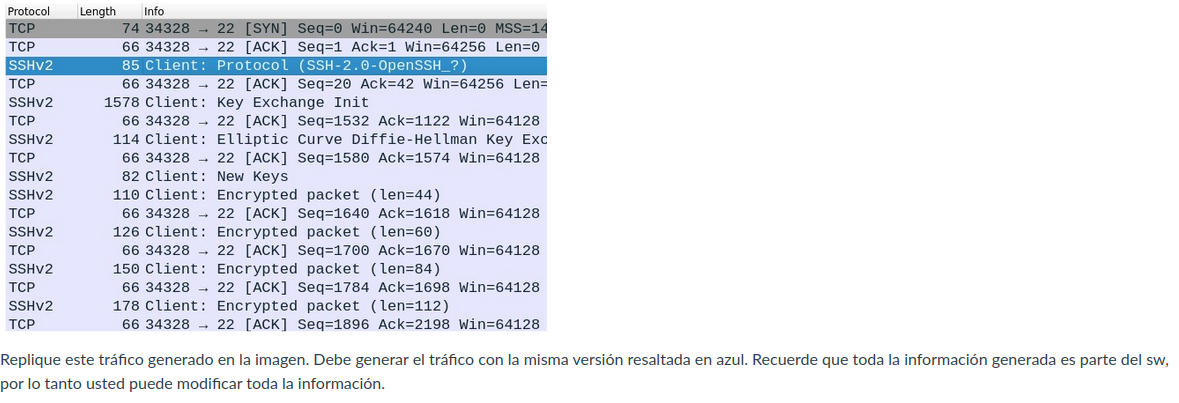 Protocol Length Info
TCP 74 34328 → 22 [SYN] Seq=0 Win=64240 Len=0 MSS=14
TCP 66 34328 → 22 [ACK] Seq=1 Ack=1 Win=64256 Len=0
SSHv2 85 Client: Protocol (SSH-2.0-OpenSSH_?)
TCP 66 34328 → 22 [ACK] Seq=20 Ack=42 Win=64256 Len=
SSHv2 1578 Client: Key Exchange Init
TCP 66 34328 → 22 [ACK] Seq=1532 Ack=1122 Win=64128
SSHv2 114 Client: Elliptic Curve Diffie-Hellman Key Exc
TCP 66 34328 → 22 [ACK] Seq=1580 Ack=1574 Win=64128
SSHv2 82 Client: New Keys
SSHv2 110 Client: Encrypted packet (len=44)
TCP 66 34328 → 22 [ACK] Seq=1640 Ack=1618 Win=64128
SSHv2 126 Client: Encrypted packet (len=60)
TCP 66 34328 → 22 [ACK] Seq=1700 Ack=1670 Win=64128
SSHv2 150 Client: Encrypted packet (len=84)
TCP 66 34328 → 22 [ACK] Seq=1784 Ack=1698 Win=64128
SSHv2 178 Client: Encrypted packet (len=112)
TCP 66 34328 → 22 [ACK] Seq=1896 Ack=2198 Win=64128
Replique este tráfico generado en la imagen. Debe generar el tráfico con la misma versión resaltada en azul. Recuerde que toda la información generada es parte del sw,
por lo tanto usted puede modificar toda la información.